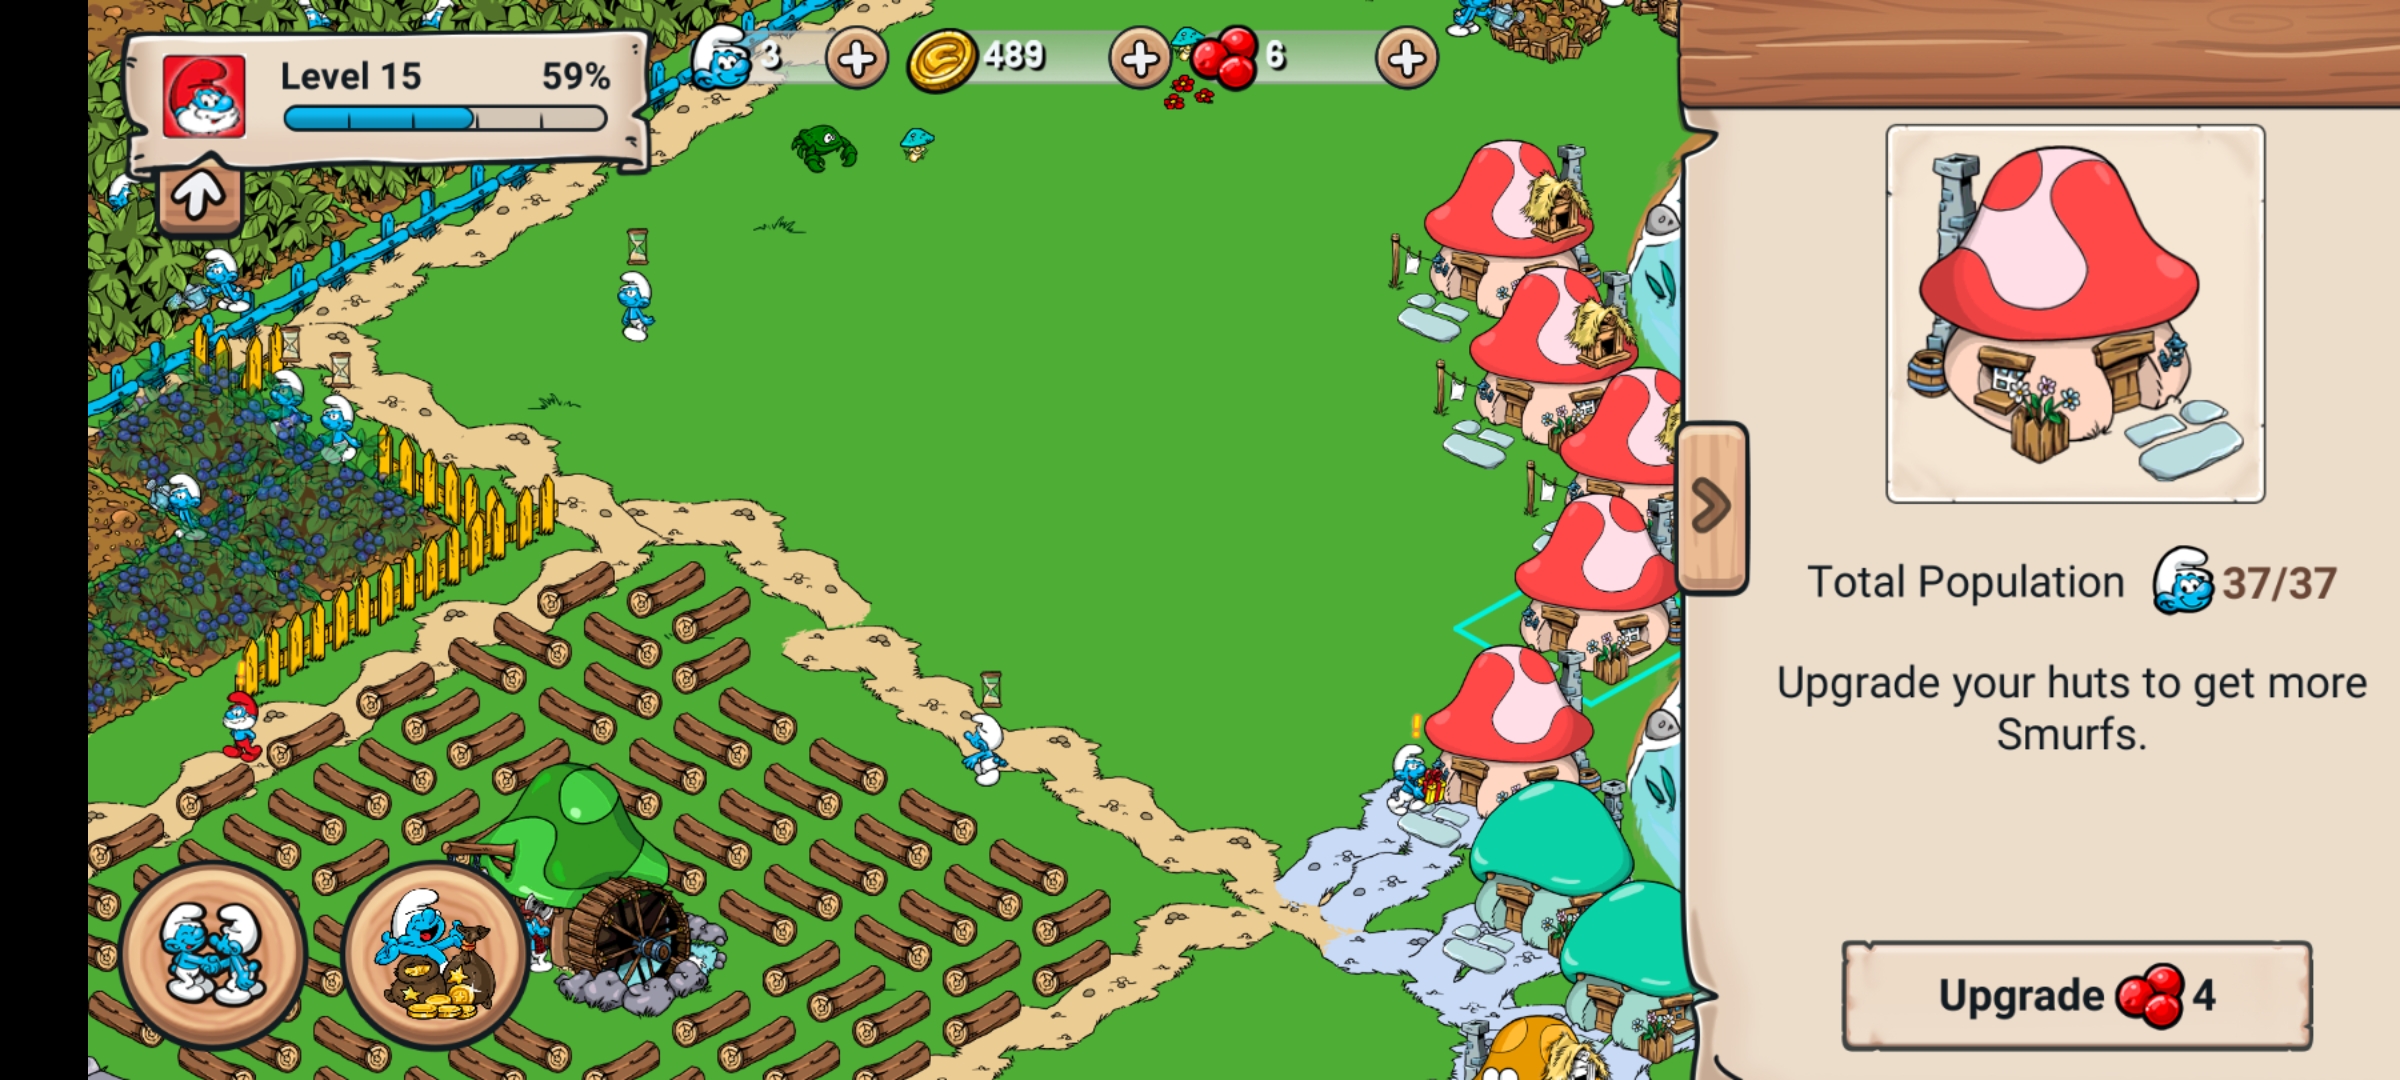 Level 15 59%
3
489
6
Total Population 37/37
Upgrade your huts to get more
Smurfs.
Upgrade 4